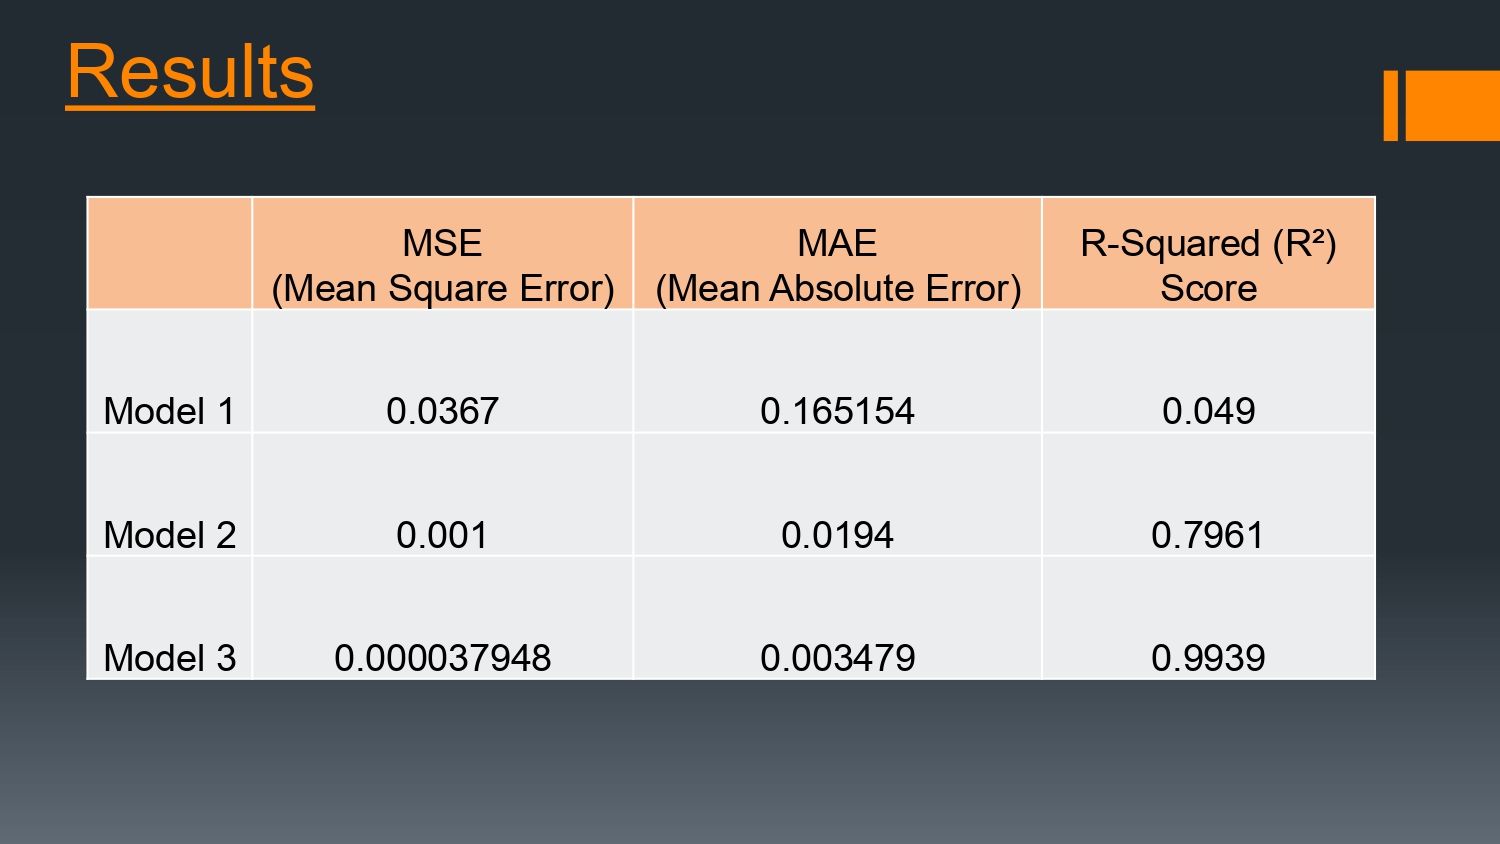 Results
MSE
(Mean Square Error)
MAE
(Mean Absolute Error)
R-Squared (R²)
Score
Model 1
0.0367
0.165154
0.049
Model 2
0.001
0.0194
0.7961
Model 3
0.000037948
0.003479
0.9939